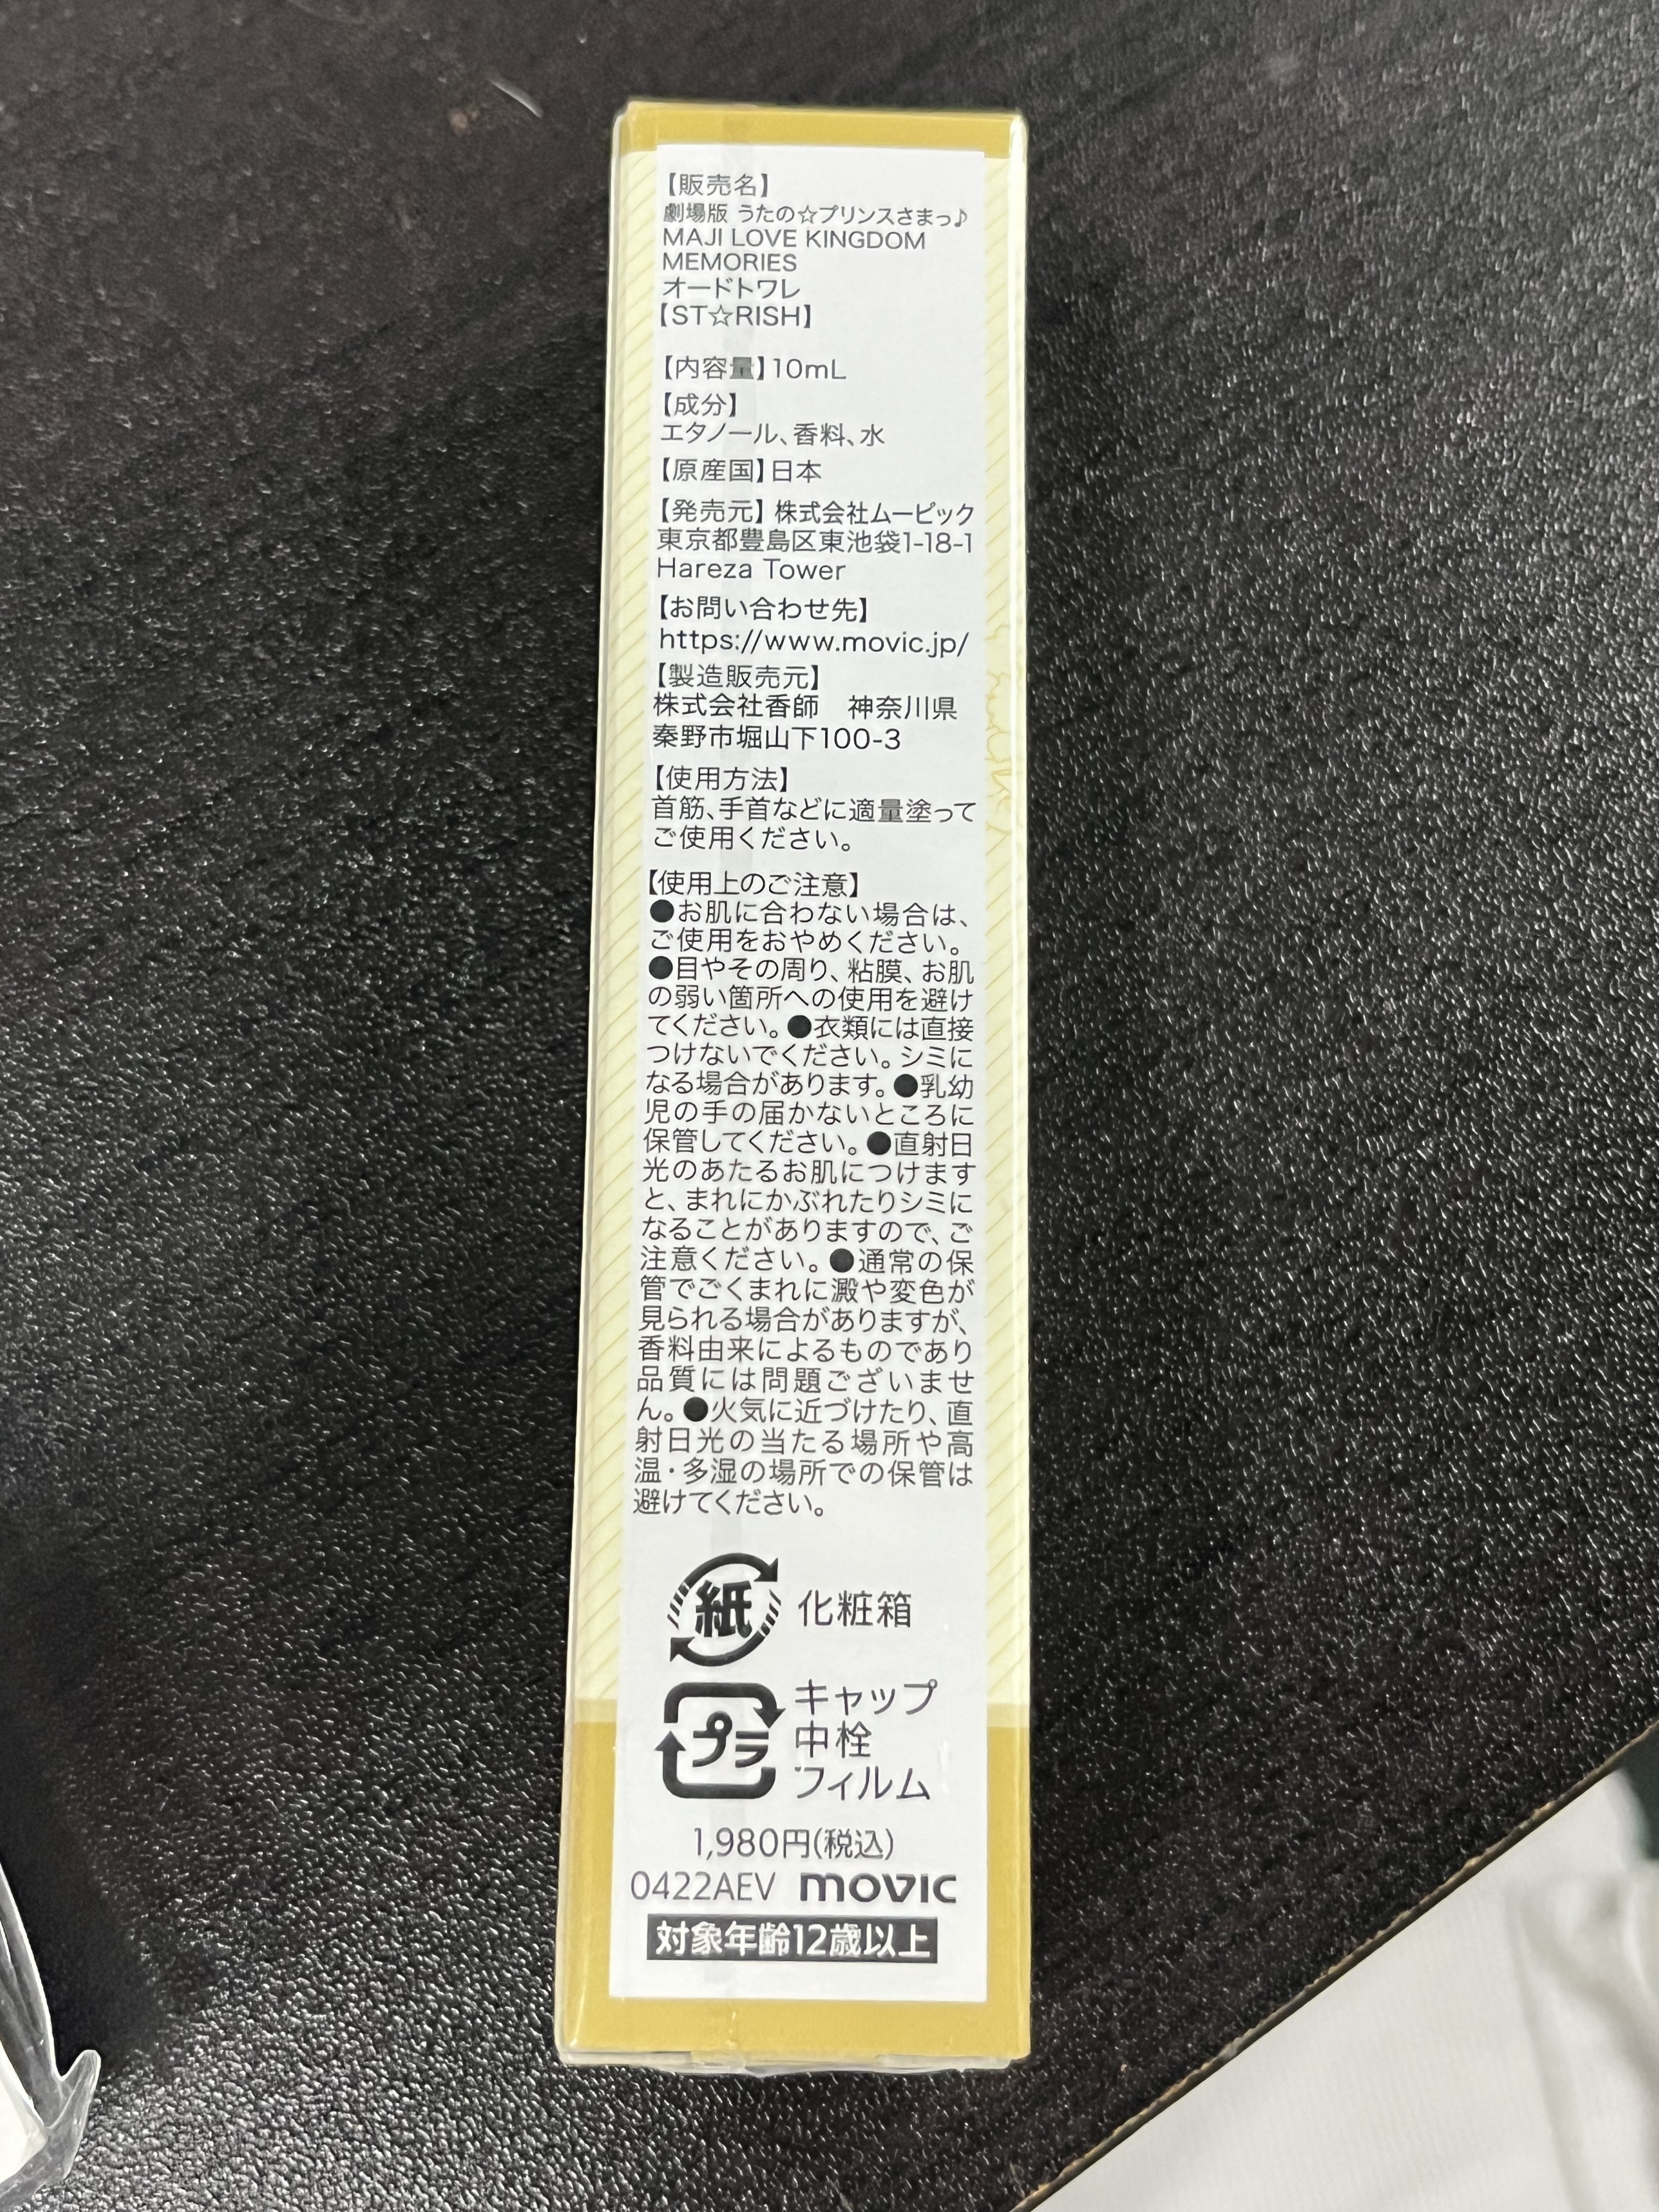 【販売名】
劇場版 うたの☆プリンスさまっ♪
MAJI LOVE KINGDOM
MEMORIES
オードトワレ
【ST☆RISH】
【内容量】10mL
【成分】
エタノール、香料、水
【原産国】日本
【発売元】株式会社ムービック
東京都豊島区東池袋1-18-1
Hareza Tower
【お問い合わせ先】
https://www.movic.jp/
【製造販売元】
株式会社香師　神奈川県
秦野市堀山下100-3
【使用方法】
首筋、手首などに適量塗って
ご使用ください。
【使用上のご注意】
●お肌に合わない場合は、
ご使用をおやめください。
●目やその周り、粘膜、お肌
の弱い箇所への使用を避け
てください。●衣類には直接
つけないでください。シミに
なる場合があります。●乳幼
児の手の届かないところに
保管してください。●直射日
光のあたるお肌につけます
と、まれにかぶれたりシミに
なることがありますので、ご
注意ください。●通常の保
管でごくまれに澱や変色が
見られる場合がありますが、
香料由来によるものであり
品質には問題ございませ
ん。●火気に近づけたり、直
射日光の当たる場所や高
温・多湿の場所での保管は
避けてください。
紙 化粧箱
プラ キャップ
中栓
フィルム
1,980円(税込)
0422AEV movic
対象年齢12歳以上